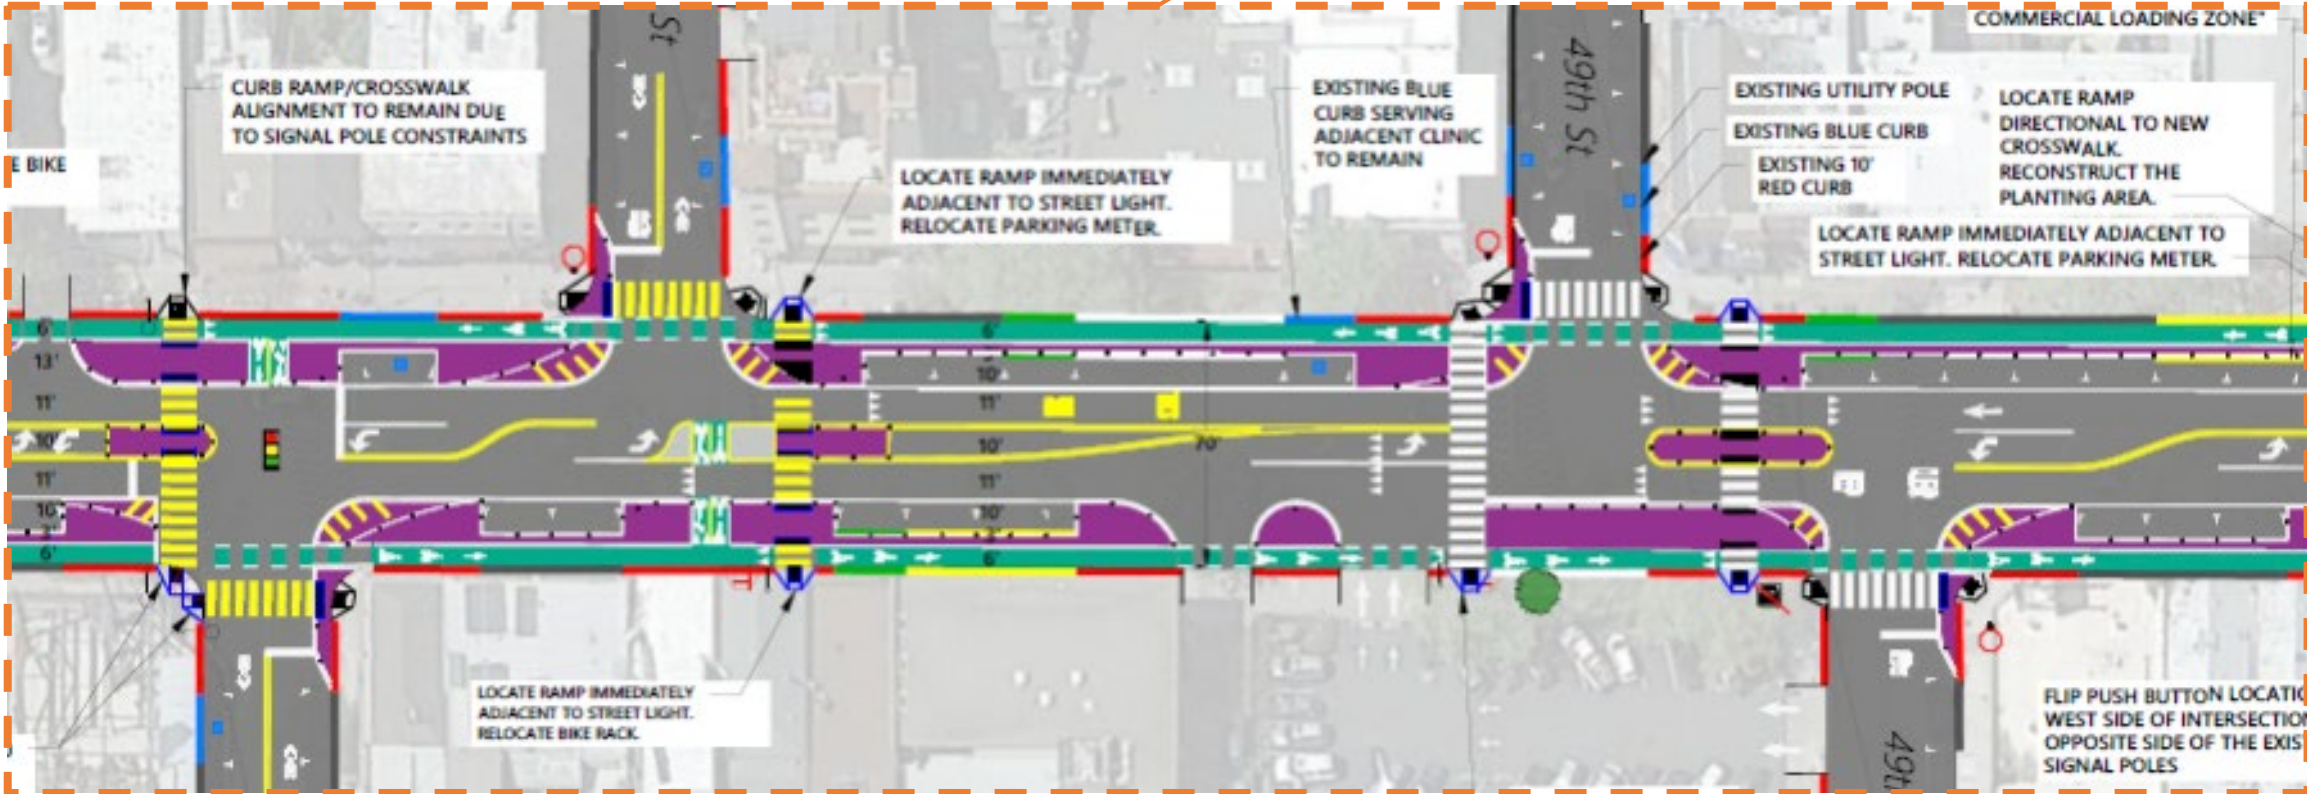 COMMERCIAL LOADING ZONE"
St
49th St
CURB RAMP/CROSSWALK
ALIGNMENT TO REMAIN DUE
TO SIGNAL POLE CONSTRAINTS
E BIKE
LOCATE RAMP IMMEDIATELY
ADJACENT TO STREET LIGHT.
RELOCATE PARKING METER.
EXISTING BLUE
CURB SERVING
ADJACENT CLINIC
TO REMAIN
EXISTING UTILITY POLE
EXISTING BLUE CURB
EXISTING 10'
RED CURB
LOCATE RAMP
DIRECTIONAL TO NEW
CROSSWALK.
RECONSTRUCT THE
PLANTING AREA.
LOCATE RAMP IMMEDIATELY ADJACENT TO
STREET LIGHT. RELOCATE PARKING METER.
6'
13'
11'
10'
11'
10'
3'
6'
6'
10'
11'
10'
11'
10'
6'
70'
LOCATE RAMP IMMEDIATELY
ADJACENT TO STREET LIGHT.
RELOCATE BIKE RACK.
49th
FLIP PUSH BUTTON LOCATIO
WEST SIDE OF INTERSECTION
OPPOSITE SIDE OF THE EXIS
SIGNAL POLES